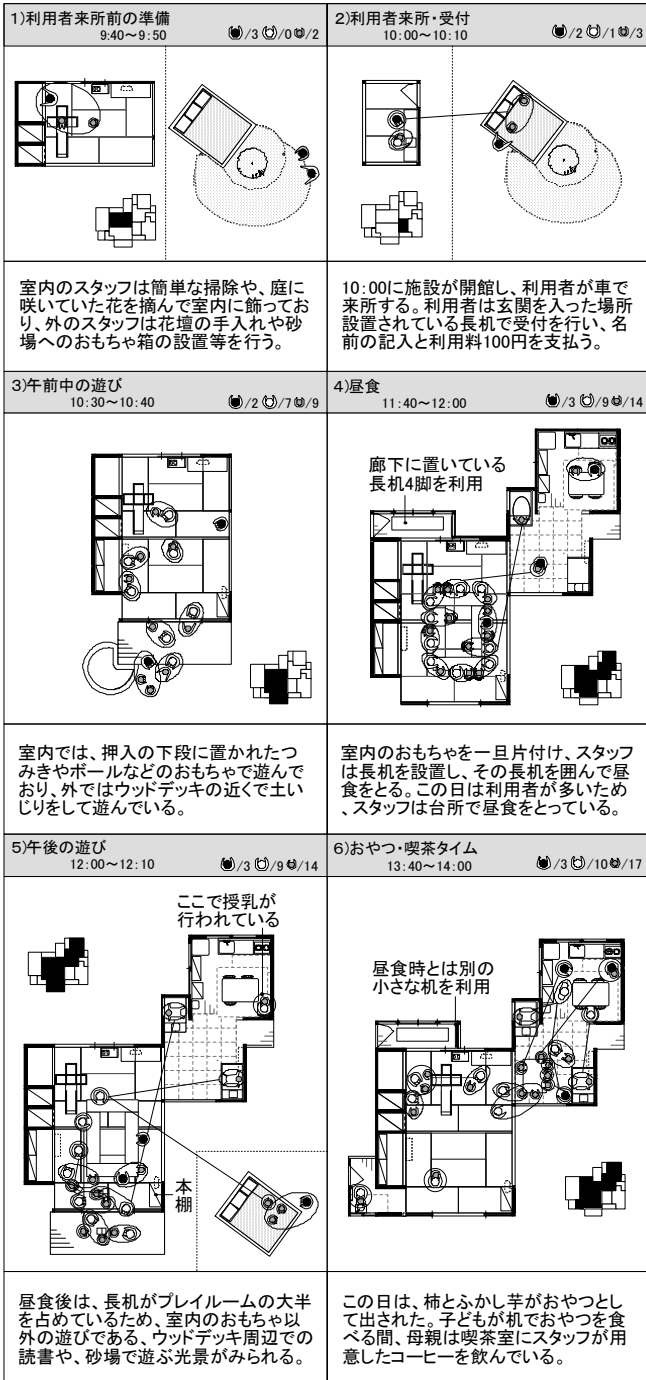 1)利用者来所前の準備
9:40～9:50 /3 /0 /2
室内のスタッフは簡単な掃除や、庭に
咲いていた花を摘んで室内に飾ってお
り、外のスタッフは花壇の手入れや砂
場へのおもちゃ箱の設置等を行う。
2)利用者来所・受付
10:00～10:10 /2 /1 /3
10:00に施設が開館し、利用者が車で
来所する。利用者は玄関を入った場所
設置されている長机で受付を行い、名
前の記入と利用料100円を支払う。
3)午前中の遊び
10:30～10:40 /2 /7 /9
室内では、押入の下段に置かれたつ
みきやボールなどのおもちゃで遊んで
おり、外ではウッドデッキの近くで土い
じりをして遊んでいる。
4)昼食
11:40～12:00 /3 /9 /14
廊下に置いている
長机4脚を利用
室内のおもちゃを一旦片付け、スタッフ
は長机を設置し、その長机を囲んで昼
食をとる。この日は利用者が多いため
、スタッフは台所で昼食をとっている。
5)午後の遊び
12:00～12:10 /3 /9 /14
ここで授乳が
行われている
本
棚
昼食後は、長机がプレイルームの大半
を占めているため、室内のおもちゃ以
外の遊びである、ウッドデッキ周辺での
読書や、砂場で遊ぶ光景がみられる。
6)おやつ・喫茶タイム
13:40～14:00 /3 /10 /17
昼食時とは別の
小さな机を利用
この日は、柿とふかし芋がおやつとし
て出された。子どもが机でおやつを食
べる間、母親は喫茶室にスタッフが用
意したコーヒーを飲んでいる。